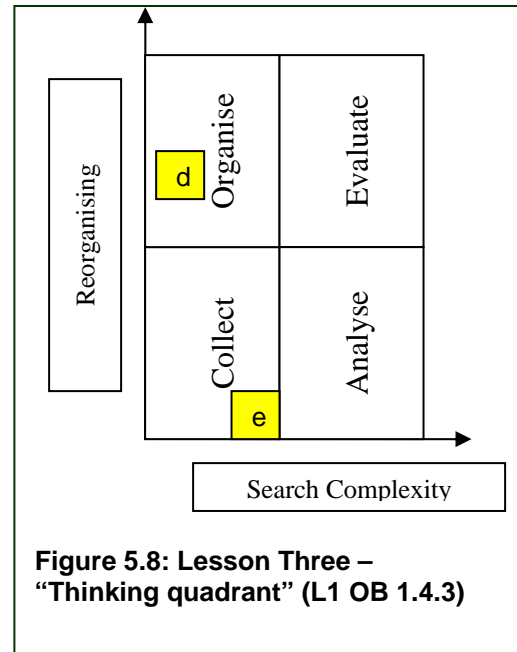 Reorganising
Organise
Evaluate
d
Collect
Analyse
e
Search Complexity
Figure 5.8: Lesson Three –
“Thinking quadrant” (L1 OB 1.4.3)